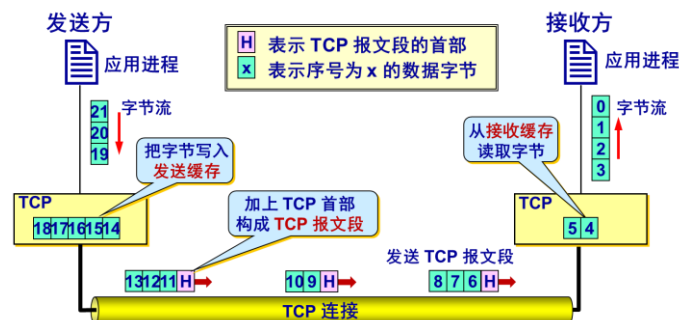 发送方
接收方
H 表示 TCP 报文段的首部
x 表示序号为 x 的数据字节
应用进程
应用进程
21
20
19
字节流
0
1
2
3
字节流
把字节写入
发送缓存
从接收缓存
读取字节
加上 TCP 首部
构成 TCP 报文段
TCP
18 17 16 15 14
TCP
5 4
发送 TCP 报文段
13 12 11 H
10 9 H
8 7 6 H
TCP 连接